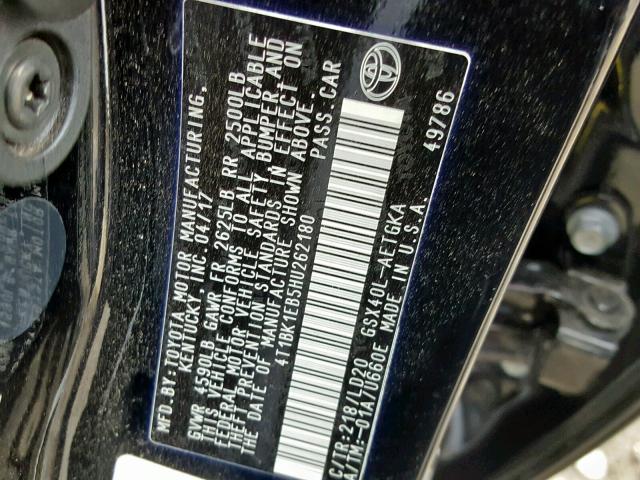 MFD.BY:TOYOTA MOTOR MANUFACTURING,
KENTUCKY, INC. 04/17
GVWR 4590LB GAWR FR 2625LB RR 2500LB
THIS VEHICLE CONFORMS TO ALL APPLICABLE
FEDERAL MOTOR VEHICLE SAFETY, BUMPER, AND
THEFT PREVENTION STANDARDS IN EFFECT ON
THE DATE OF MANUFACTURE SHOWN ABOVE.
4T1BK1EB5HU262180 PASS.CAR
C/TR:218/LD20 GSX40L-AETGKA
A/TM:-01A/U660E MADE IN U.S.A.
49786